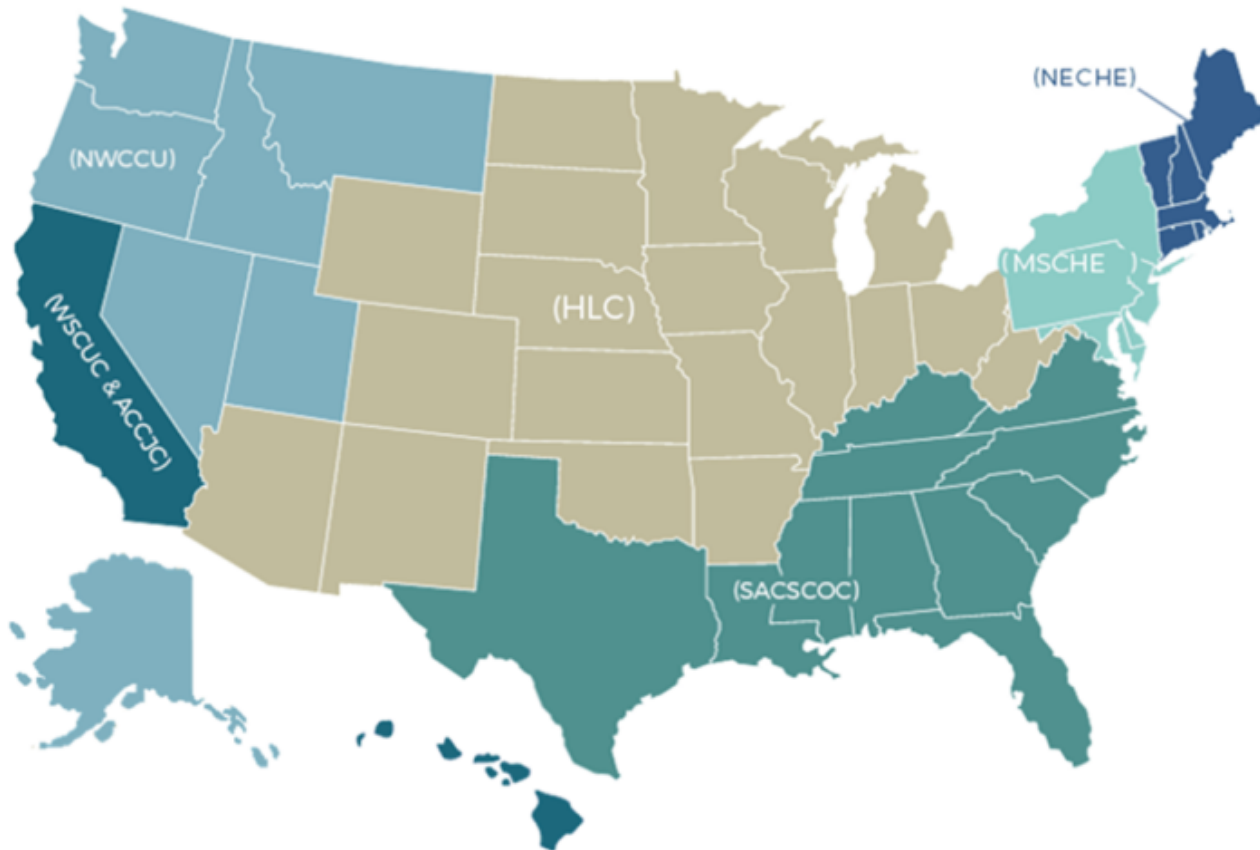 (NECHE)
(NWCCU)
(MSCHE )
(HLC)
(WSCUC & ACCJC)
(SACSCOC)